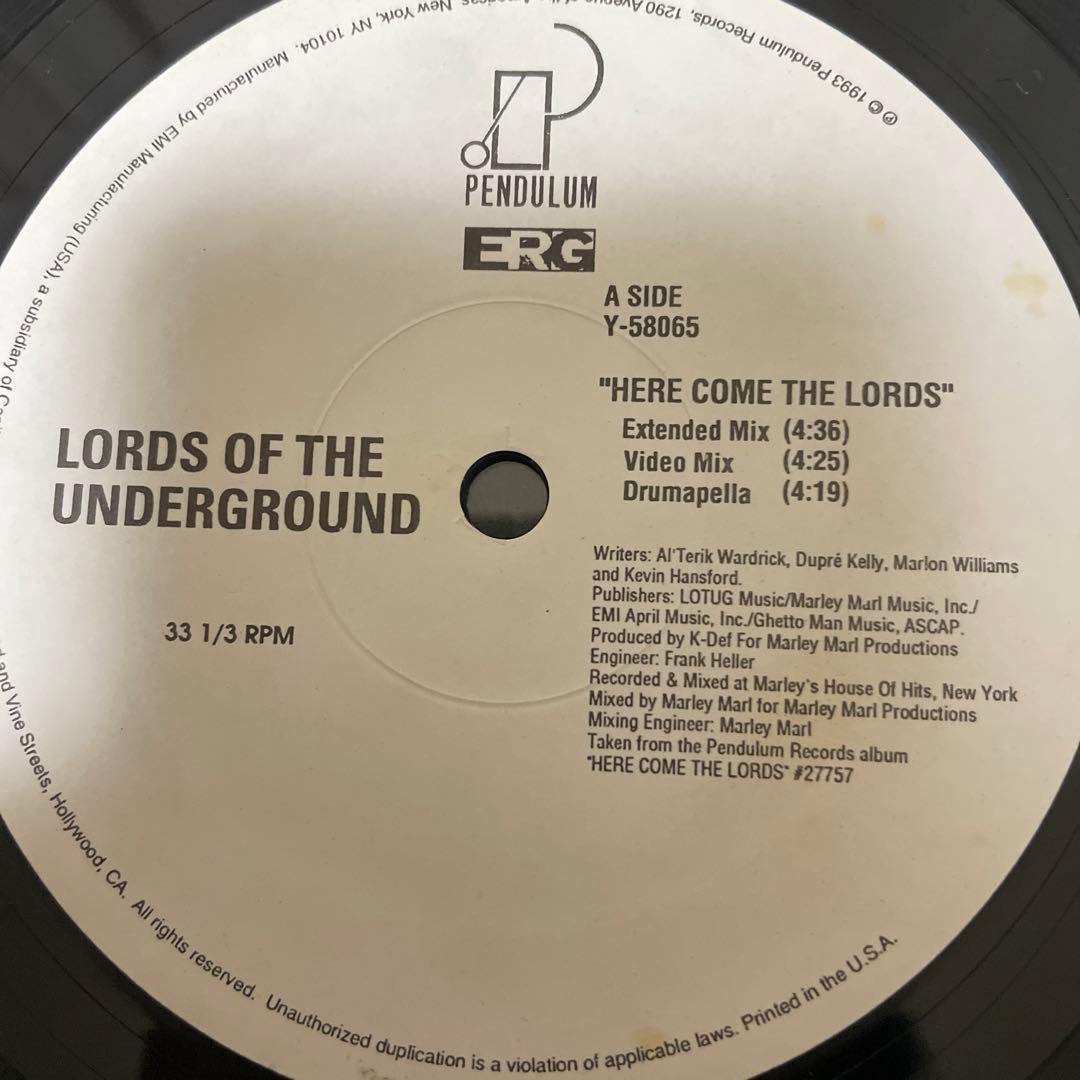 PENDULUM
ERG
A SIDE
Y-58065
"HERE COME THE LORDS"
Extended Mix (4:36)
Video Mix (4:25)
Drumapella (4:19)
LORDS OF THE
UNDERGROUND
33 1/3 RPM
Writers: Al'Terik Wardrick, Dupré Kelly, Marlon Williams
and Kevin Hansford.
Publishers: LOTUG Music/Marley Marl Music, Inc./
EMI April Music, Inc./Ghetto Man Music, ASCAP.
Produced by K-Def For Marley Marl Productions
Engineer: Frank Heller
Recorded & Mixed at Marley's House Of Hits, New York
Mixed by Marley Marl for Marley Marl Productions
Mixing Engineer: Marley Marl
Taken from the Pendulum Records album
"HERE COME THE LORDS" #27757
℗ © 1993 Pendulum Records, 1290 Avenue of the Americas, New York, NY 10104. Manufactured by EMI Manufacturing (USA), a subsidiary of
and Vine Streets, Hollywood, CA. All rights reserved. Unauthorized duplication is a violation of applicable laws. Printed in the U.S.A.